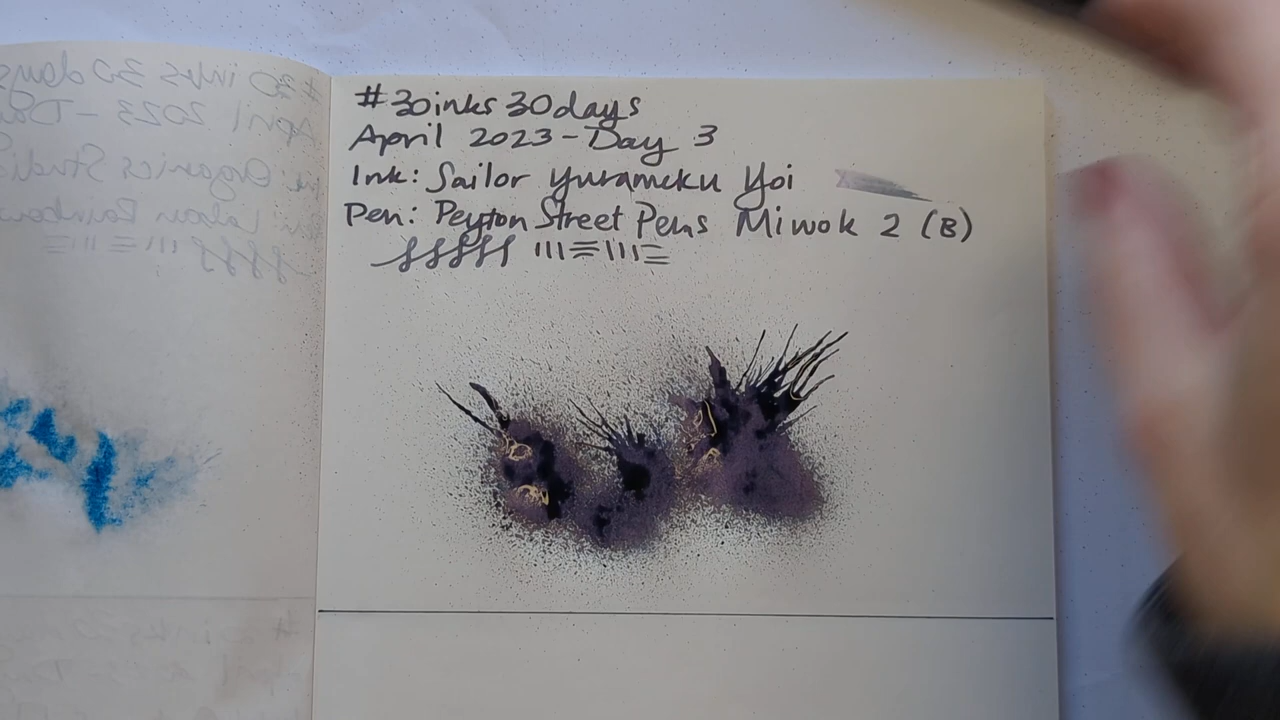 #30inks30days
April 2023 - Day 3
Ink: Sailor Yurameku Yoi
Pen: Peyton Street Pens Miwok 2 (B)